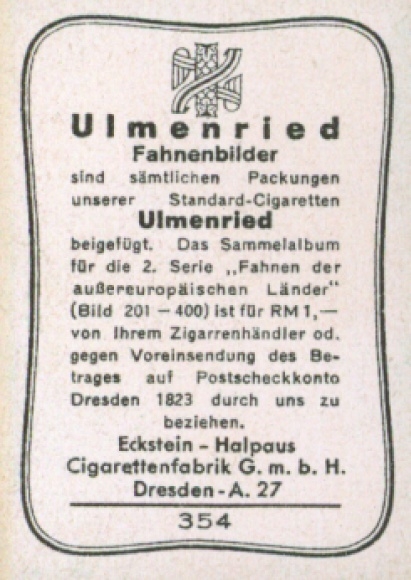 Ulmenried
Fahnenbilder
sind sämtlichen Packungen
unserer Standard-Cigaretten
Ulmenried
beigefügt. Das Sammelalbum
für die 2. Serie „Fahnen der
außereuropäischen Länder“
(Bild 201 – 400) ist für RM 1,—
von Ihrem Zigarrenhändler od.
gegen Voreinsendung des Be-
trages auf Postscheckkonto
Dresden 1823 durch uns zu
beziehen.
Eckstein - Halpaus
Cigarettenfabrik G. m. b. H.
Dresden - A. 27
354